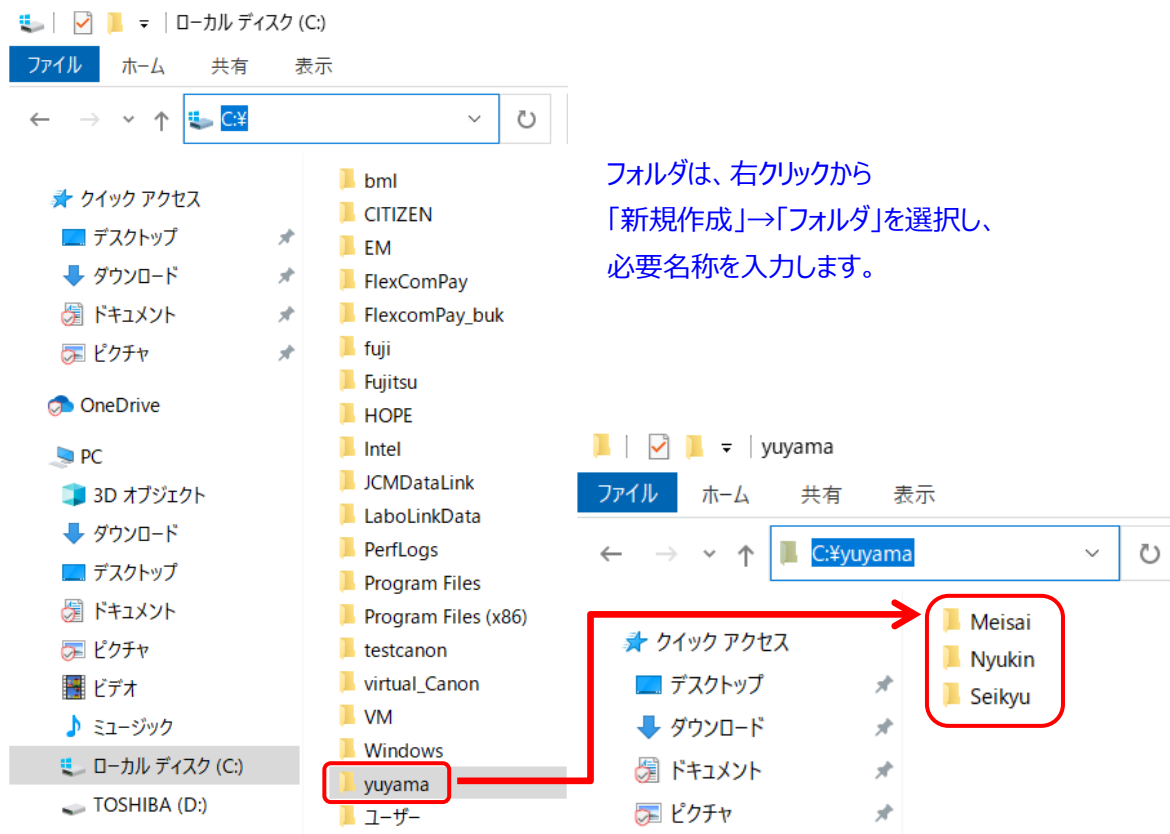 ローカル ディスク (C:)
ファイル ホーム 共有 表示
C:¥
クイック アクセス
デスクトップ
ダウンロード
ドキュメント
ピクチャ
OneDrive
PC
3D オブジェクト
ダウンロード
デスクトップ
ドキュメント
ピクチャ
ビデオ
ミュージック
ローカル ディスク (C:)
TOSHIBA (D:)
bml
CITIZEN
EM
FlexComPay
FlexcomPay_buk
fuji
Fujitsu
HOPE
Intel
JCMDataLink
LaboLinkData
PerfLogs
Program Files
Program Files (x86)
testcanon
virtual_Canon
VM
Windows
yuyama
ユーザー
フォルダは、右クリックから
「新規作成」→「フォルダ」を選択し、
必要名称を入力します。
yuyama
ファイル ホーム 共有 表示
C:¥yuyama
クイック アクセス
デスクトップ
ダウンロード
ドキュメント
ピクチャ
Meisai
Nyukin
Seikyu